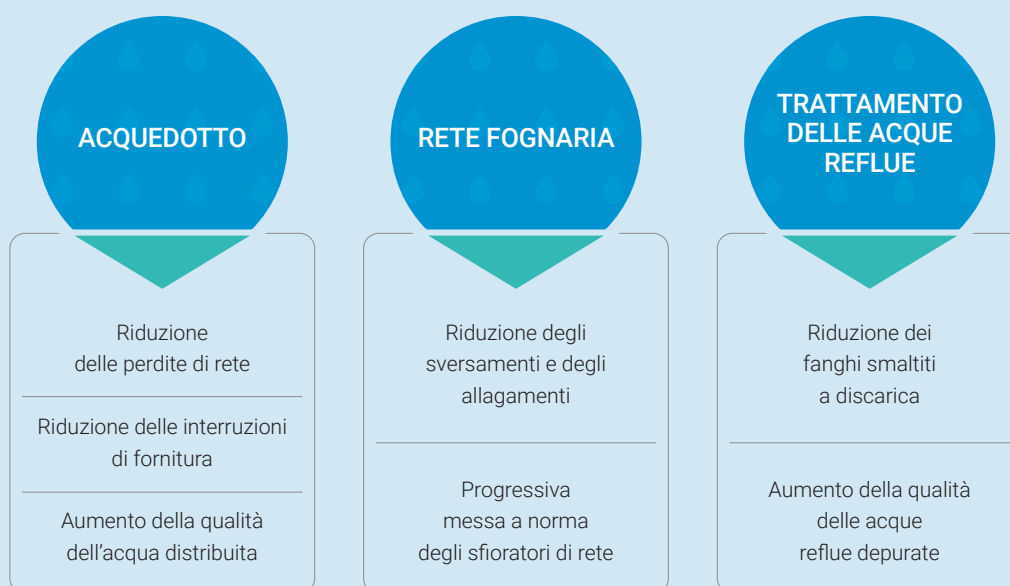 ACQUEDOTTO
Riduzione
delle perdite di rete
Riduzione delle interruzioni
di fornitura
Aumento della qualità
dell’acqua distribuita
RETE FOGNARIA
Riduzione degli
sversamenti e degli
allagamenti
Progressiva
messa a norma
degli sfioratori di rete
TRATTAMENTO
DELLE ACQUE
REFLUE
Riduzione dei
fanghi smaltiti
a discarica
Aumento della qualità
delle acque
reflue depurate